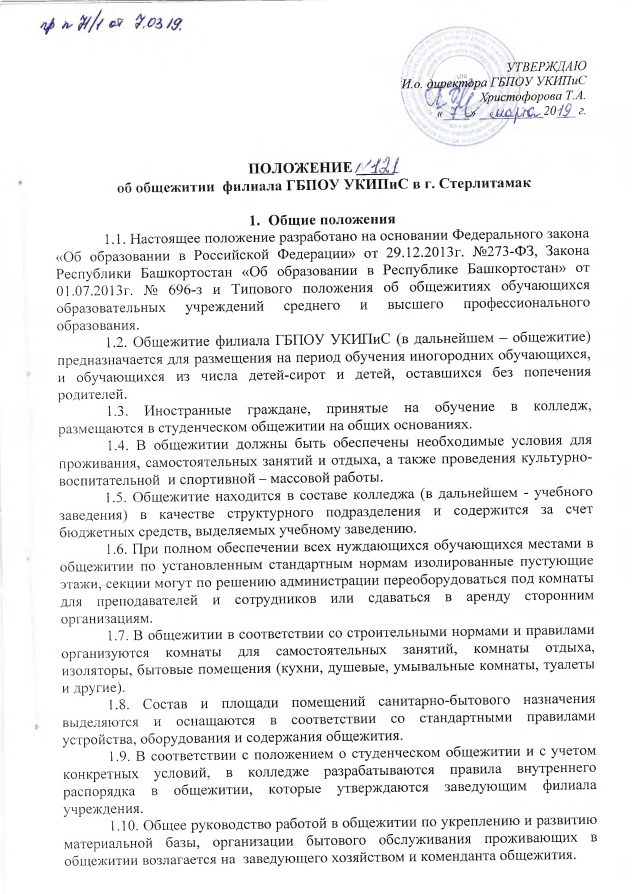 пр № 71/1 от 7.03.19.
УТВЕРЖДАЮ
И.о. директора ГБПОУ УКИПиС
Христофорова Т.А.
« 7 » марта 2019 г.
ПОЛОЖЕНИЕ №121
об общежитии филиала ГБПОУ УКИПиС в г. Стерлитамак
1. Общие положения
1.1. Настоящее положение разработано на основании Федерального закона
«Об образовании в Российской Федерации» от 29.12.2013г. №273-ФЗ, Закона
Республики Башкортостан «Об образовании в Республике Башкортостан» от
01.07.2013г. № 696-з и Типового положения об общежитиях обучающихся
образовательных учреждений среднего и высшего профессионального
образования.
1.2. Общежитие филиала ГБПОУ УКИПиС (в дальнейшем – общежитие)
предназначается для размещения на период обучения иногородних обучающихся,
и обучающихся из числа детей-сирот и детей, оставшихся без попечения
родителей.
1.3. Иностранные граждане, принятые на обучение в колледж,
размещаются в студенческом общежитии на общих основаниях.
1.4. В общежитии должны быть обеспечены необходимые условия для
проживания, самостоятельных занятий и отдыха, а также проведения культурно-
воспитательной и спортивной – массовой работы.
1.5. Общежитие находится в составе колледжа (в дальнейшем - учебного
заведения) в качестве структурного подразделения и содержится за счет
бюджетных средств, выделяемых учебному заведению.
1.6. При полном обеспечении всех нуждающихся обучающихся местами в
общежитии по установленным стандартным нормам изолированные пустующие
этажи, секции могут по решению администрации переоборудоваться под комнаты
для преподавателей и сотрудников или сдаваться в аренду сторонним
организациям.
1.7. В общежитии в соответствии со строительными нормами и правилами
организуются комнаты для самостоятельных занятий, комнаты отдыха,
изоляторы, бытовые помещения (кухни, душевые, умывальные комнаты, туалеты
и другие).
1.8. Состав и площади помещений санитарно-бытового назначения
выделяются и оснащаются в соответствии со стандартными правилами
устройства, оборудования и содержания общежития.
1.9. В соответствии с положением о студенческом общежитии и с учетом
конкретных условий, в колледже разрабатываются правила внутреннего
распорядка в общежитии, которые утверждаются заведующим филиала
учреждения.
1.10. Общее руководство работой в общежитии по укреплению и развитию
материальной базы, организации бытового обслуживания проживающих в
общежитии возлагается на заведующего хозяйством и коменданта общежития.